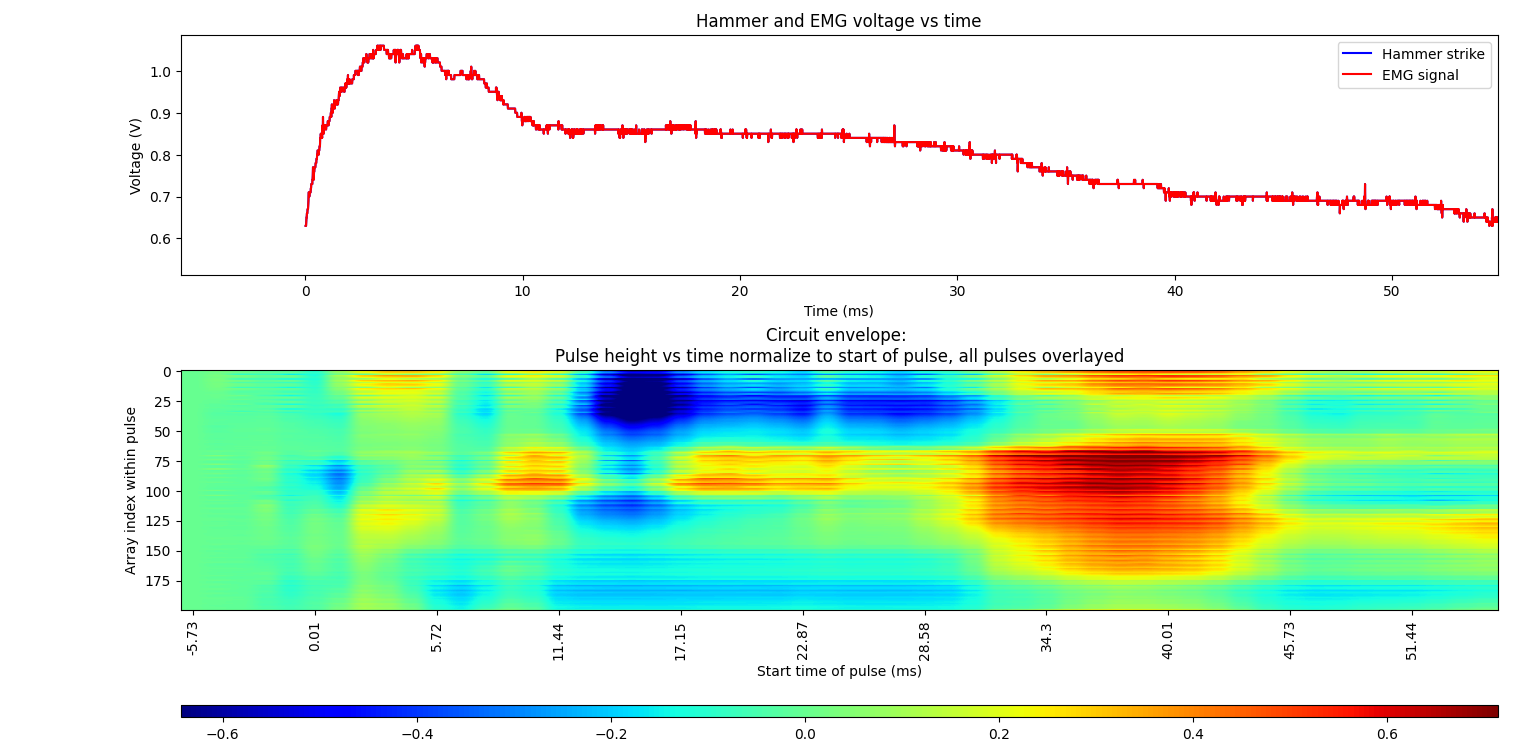 Hammer and EMG voltage vs time
Voltage (V)
1.0
0.9
0.8
0.7
0.6
Hammer strike
EMG signal
0 10 20 30 40 50
Time (ms)
Circuit envelope:
Pulse height vs time normalize to start of pulse, all pulses overlayed
Array index within pulse
0
25
50
75
100
125
150
175
-5.73 0.01 5.72 11.44 17.15 22.87 28.58 34.3 40.01 45.73 51.44
Start time of pulse (ms)
−0.6 −0.4 −0.2 0.0 0.2 0.4 0.6